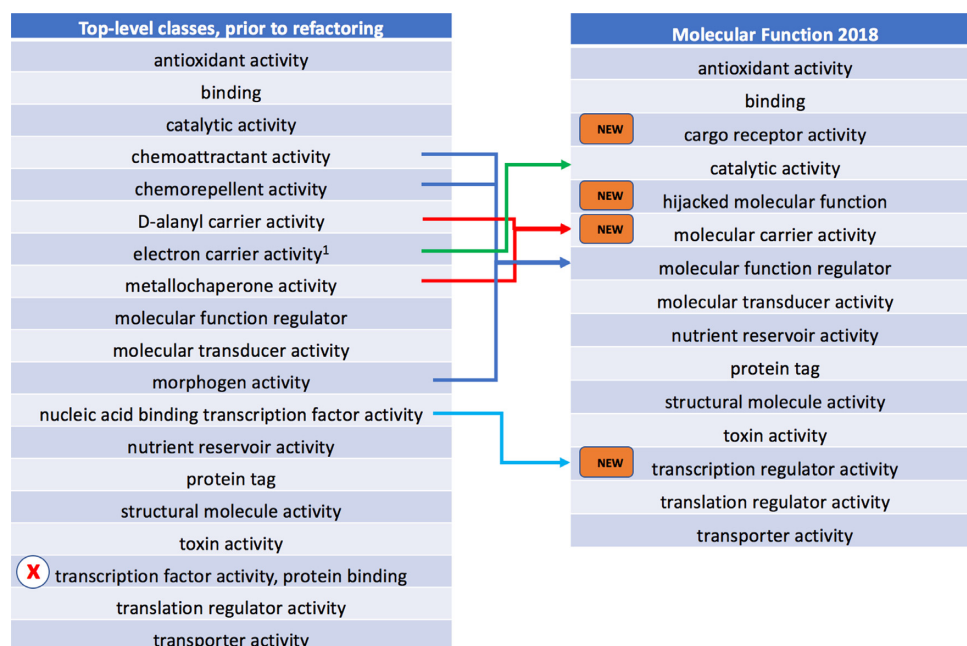 Top-level classes, prior to refactoring
antioxidant activity
binding
catalytic activity
chemoattractant activity
chemorepellent activity
D-alanyl carrier activity
electron carrier activity1
metallochaperone activity
molecular function regulator
molecular transducer activity
morphogen activity
nucleic acid binding transcription factor activity
nutrient reservoir activity
protein tag
structural molecule activity
toxin activity
X transcription factor activity, protein binding
translation regulator activity
transporter activity
Molecular Function 2018
antioxidant activity
binding
NEW cargo receptor activity
catalytic activity
NEW hijacked molecular function
NEW molecular carrier activity
molecular function regulator
molecular transducer activity
nutrient reservoir activity
protein tag
structural molecule activity
toxin activity
NEW transcription regulator activity
translation regulator activity
transporter activity